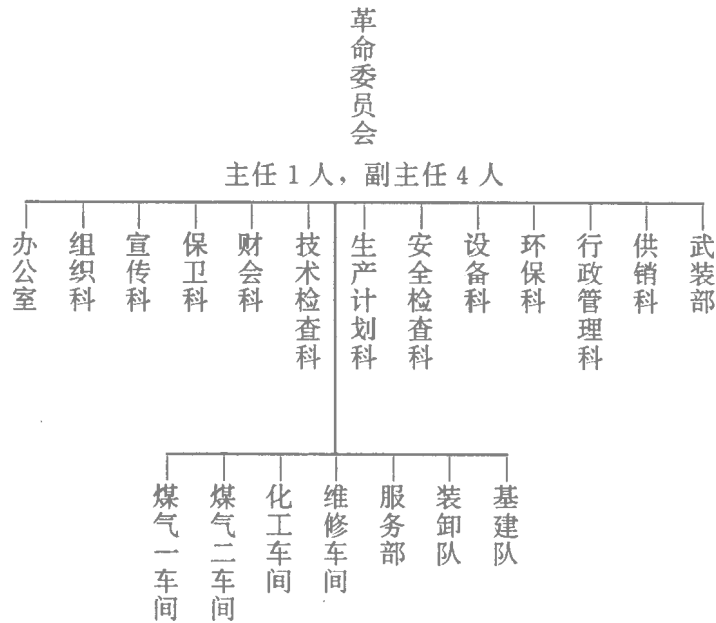 革命委员会
主任1人，副主任4人
办公室
组织科
宣传科
保卫科
财会科
技术检查科
生产计划科
安全检查科
设备科
环保科
行政管理科
供销科
武装部
煤气一车间
煤气二车间
化工车间
维修车间
服务部
装卸队
基建队